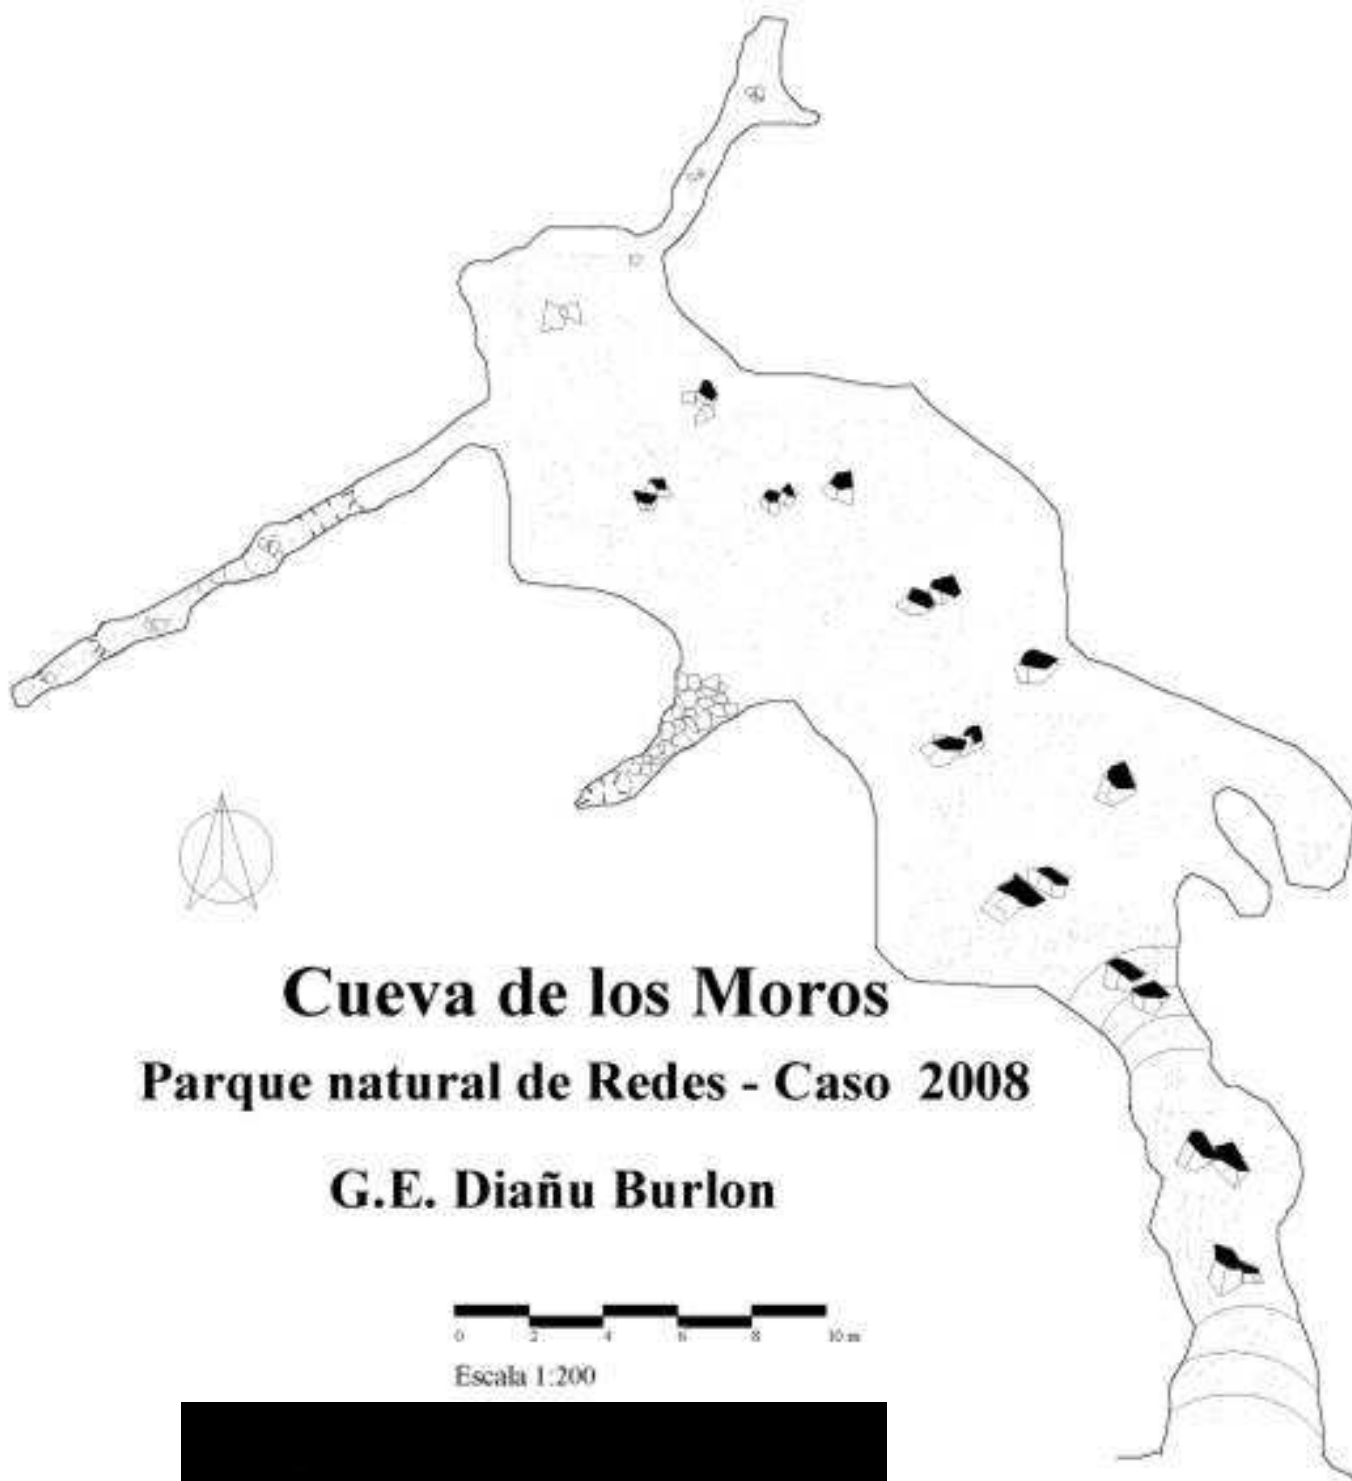 Cueva de los Moros
Parque natural de Redes - Caso 2008
G.E. Diañu Burlon
0 2 4 6 8 10 m
Escala 1:200